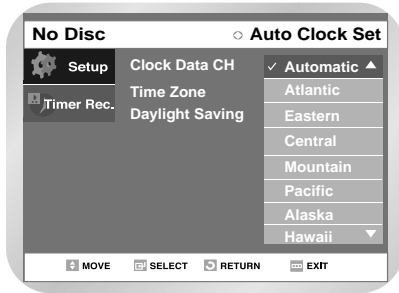 No Disc Auto Clock Set
Setup Clock Data CH ✓ Automatic
Time Zone Atlantic
Timer Rec. Daylight Saving Eastern
Central
Mountain
Pacific
Alaska
Hawaii
MOVE SELECT RETURN EXIT